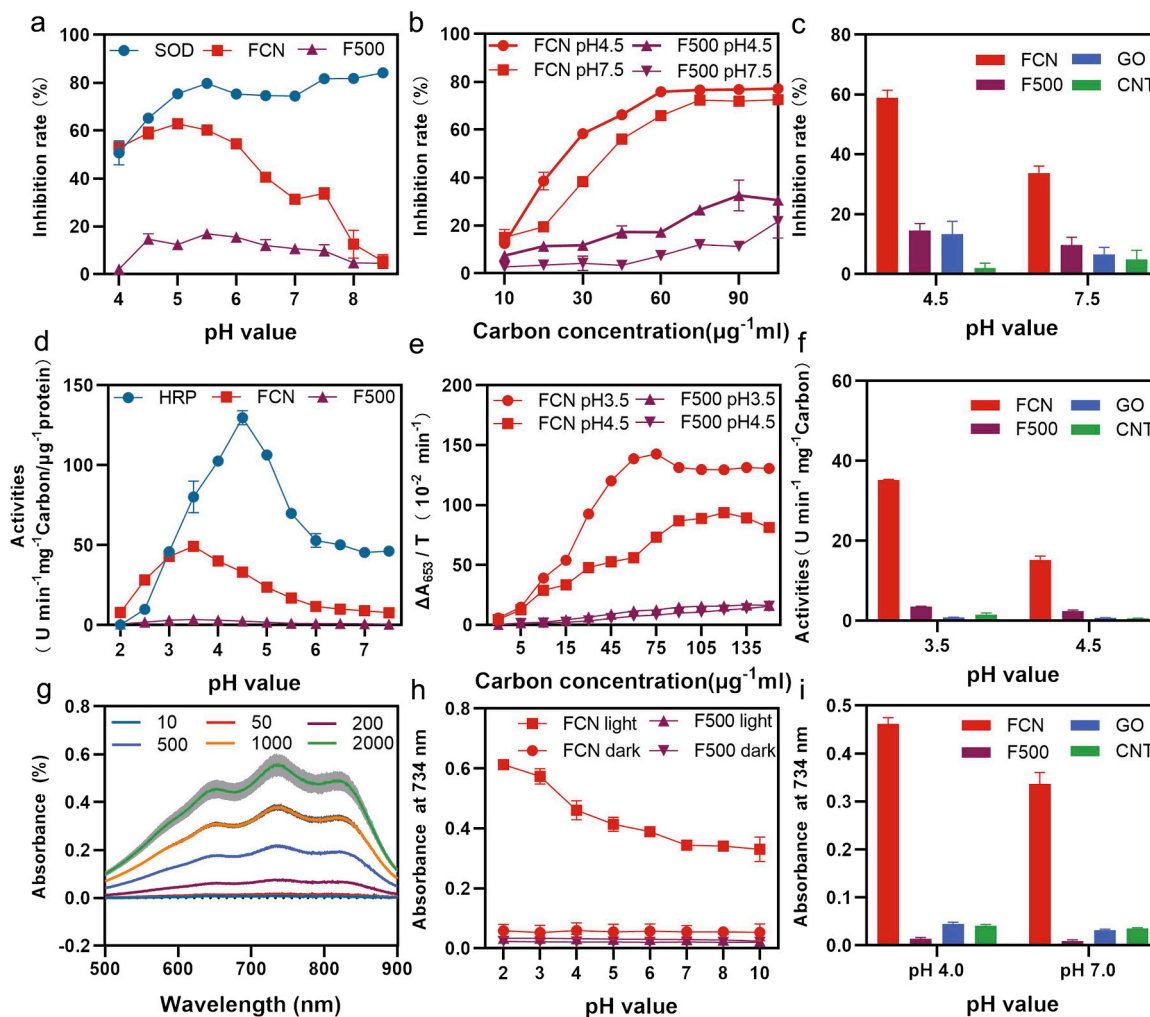 a
SOD FCN F500
100
80
60
40
20
0
Inhibition rate (%)
4 5 6 7 8
pH value
b
FCN pH4.5 F500 pH4.5
FCN pH7.5 F500 pH7.5
100
80
60
40
20
0
Inhibtion rate (%)
10 30 60 90
Carbon concentration(μg-1ml)
c
FCN GO
F500 CNT
80
60
40
20
0
Inhibition rate (%)
4.5 7.5
pH value
d
HRP FCN F500
150
100
50
0
Activities
( U min-1mg-1Carbon/μg-1protein)
2 3 4 5 6 7
pH value
e
FCN pH3.5 F500 pH3.5
FCN pH4.5 F500 pH4.5
200
150
100
50
0
ΔA653 / T ( 10-2 min-1)
5 15 45 75 105 135
Carbon concentration(μg-1ml)
f
FCN GO
F500 CNT
60
40
20
0
Activities ( U min-1 mg-1Carbon)
3.5 4.5
pH value
g
10 50 200
500 1000 2000
0.8
0.6
0.4
0.2
0.0
-0.2
Absorbance (%)
500 600 700 800 900
Wavelength (nm)
h
FCN light F500 light
FCN dark F500 dark
0.8
0.6
0.4
0.2
0.0
Absorbance at 734 nm
2 3 4 5 6 7 8 10
pH value
i
FCN GO
F500 CNT
0.5
0.4
0.3
0.2
0.1
0.0
Absorbance at 734 nm
pH 4.0 pH 7.0
pH value